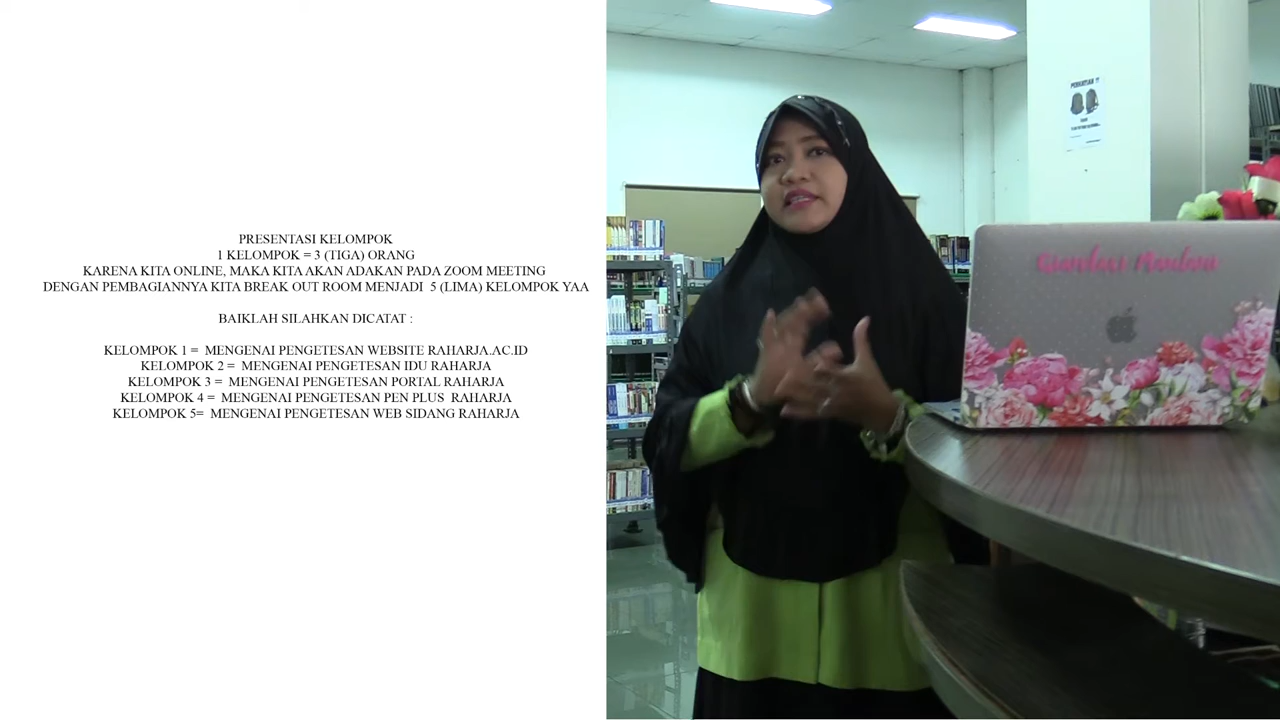 PRESENTASI KELOMPOK
1 KELOMPOK = 3 (TIGA) ORANG
KARENA KITA ONLINE, MAKA KITA AKAN ADAKAN PADA ZOOM MEETING
DENGAN PEMBAGIANNYA KITA BREAK OUT ROOM MENJADI  5 (LIMA) KELOMPOK YAA
BAIKLAH SILAHKAN DICATAT :
KELOMPOK 1 =  MENGENAI PENGETESAN WEBSITE RAHARJA.AC.ID
KELOMPOK 2 =  MENGENAI PENGETESAN IDU RAHARJA
KELOMPOK 3 =  MENGENAI PENGETESAN PORTAL RAHARJA
KELOMPOK 4 =  MENGENAI PENGETESAN PEN PLUS  RAHARJA
KELOMPOK 5=  MENGENAI PENGETESAN WEB SIDANG RAHARJA
PERHATIAN !!